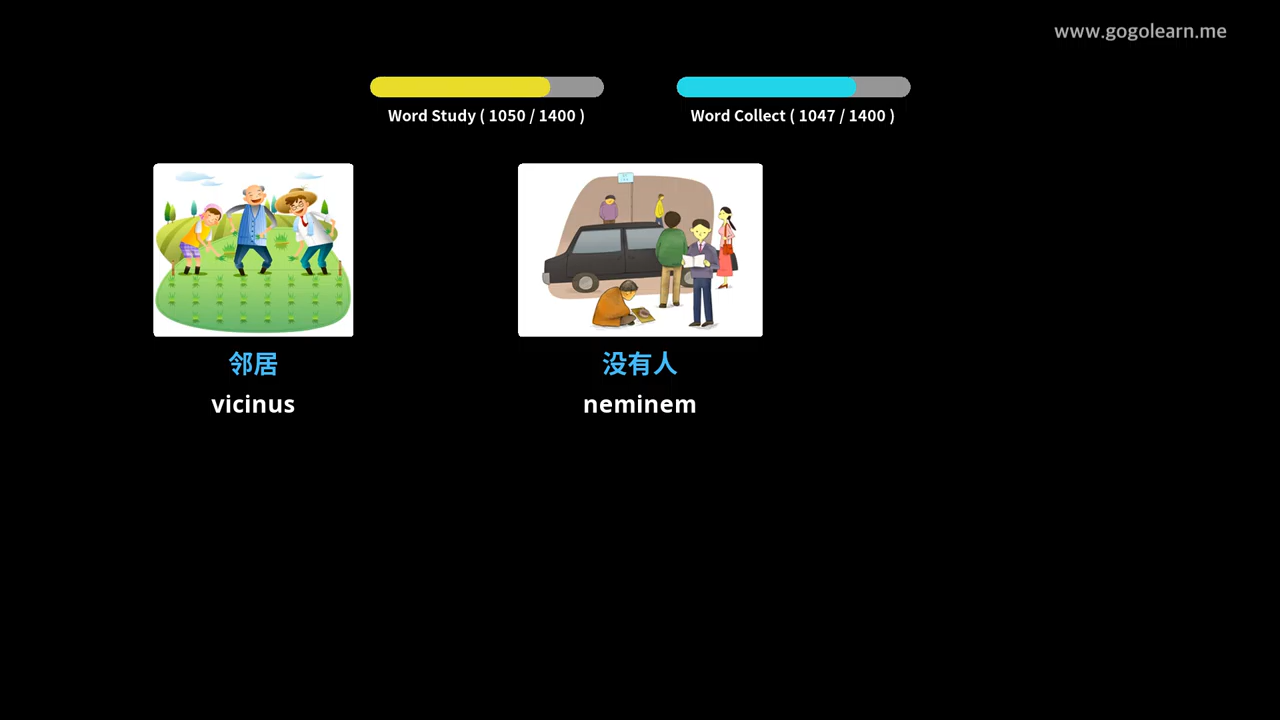 www.gogolearn.me
Word Study ( 1050 / 1400 )
Word Collect ( 1047 / 1400 )
邻居
没有人
vicinus
neminem